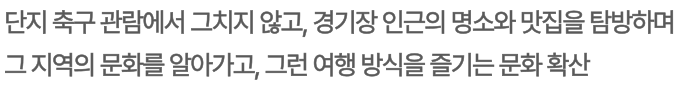 단지 축구 관람에서 그치지 않고, 경기장 인근의 명소와 맛집을 탐방하며
그 지역의 문화를 알아가고, 그런 여행 방식을 즐기는 문화 확산